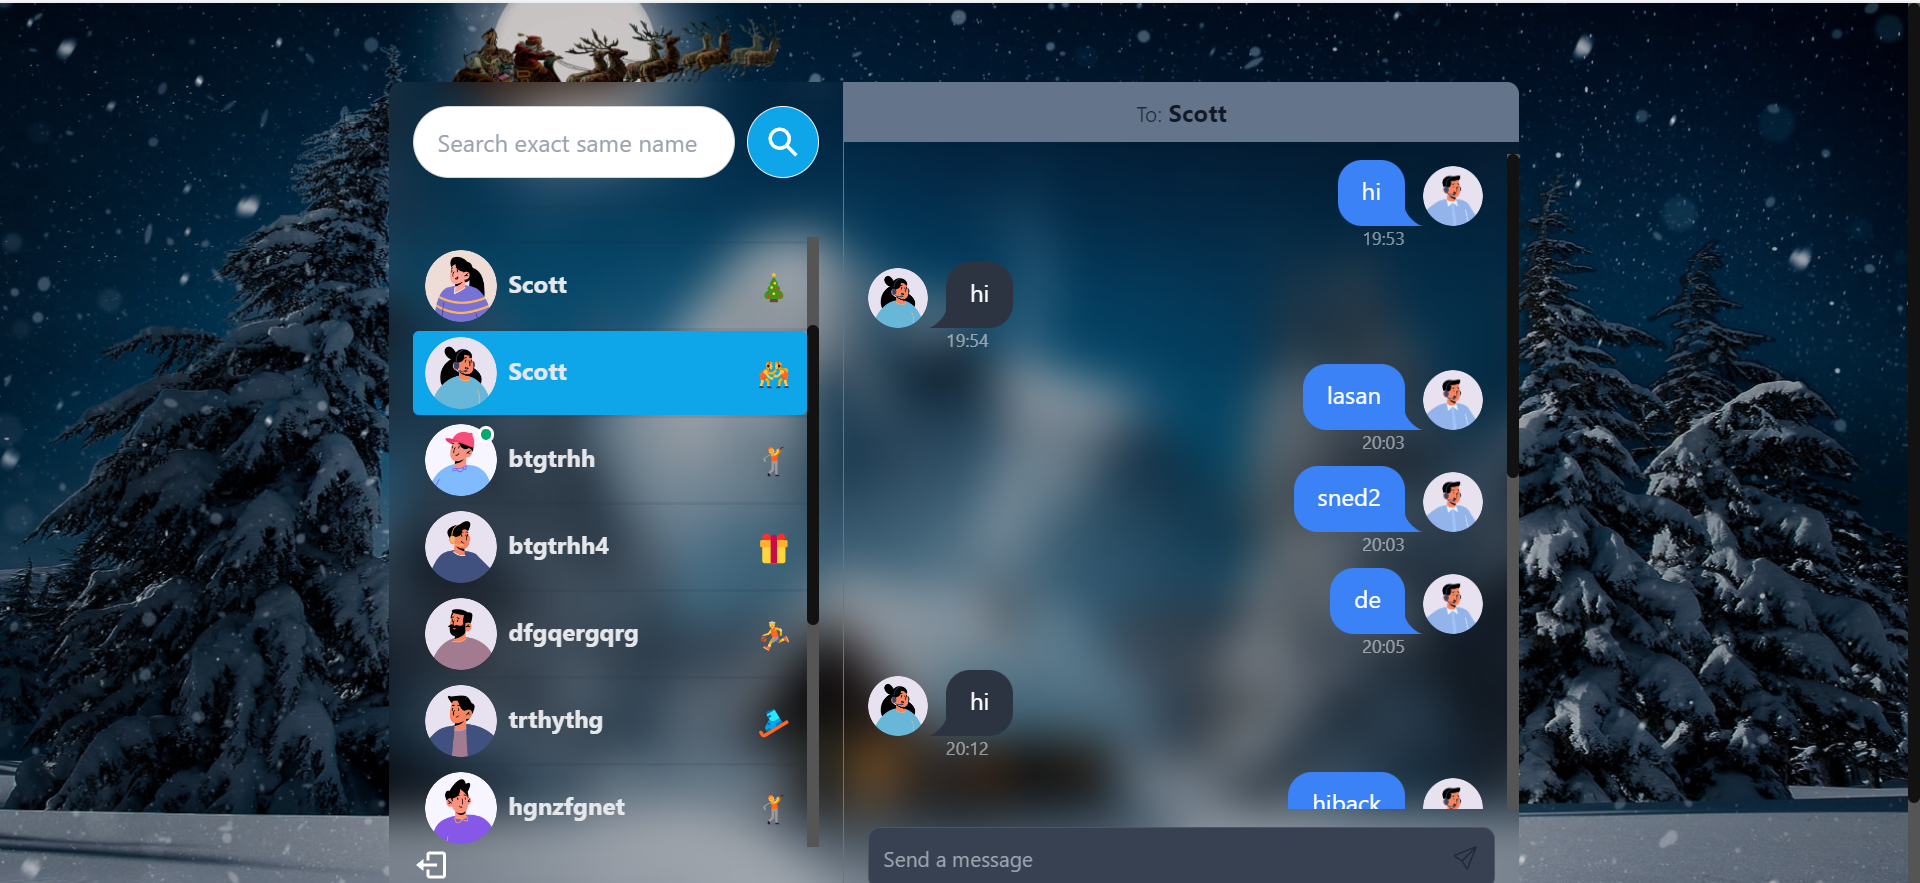 Search exact same name
Scott
Scott
btgtrhh
btgtrhh4
dfgqergqrg
trthythg
hgnzfgnet
To: Scott
hi
19:53
hi
19:54
lasan
20:03
sned2
20:03
de
20:05
hi
20:12
hiback
Send a message